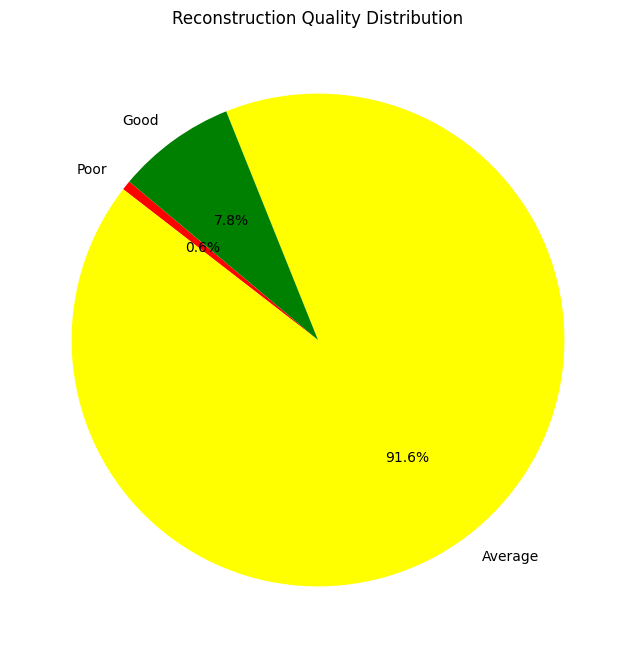 Reconstruction Quality Distribution
Good
Poor
7.8%
0.6%
91.6%
Average